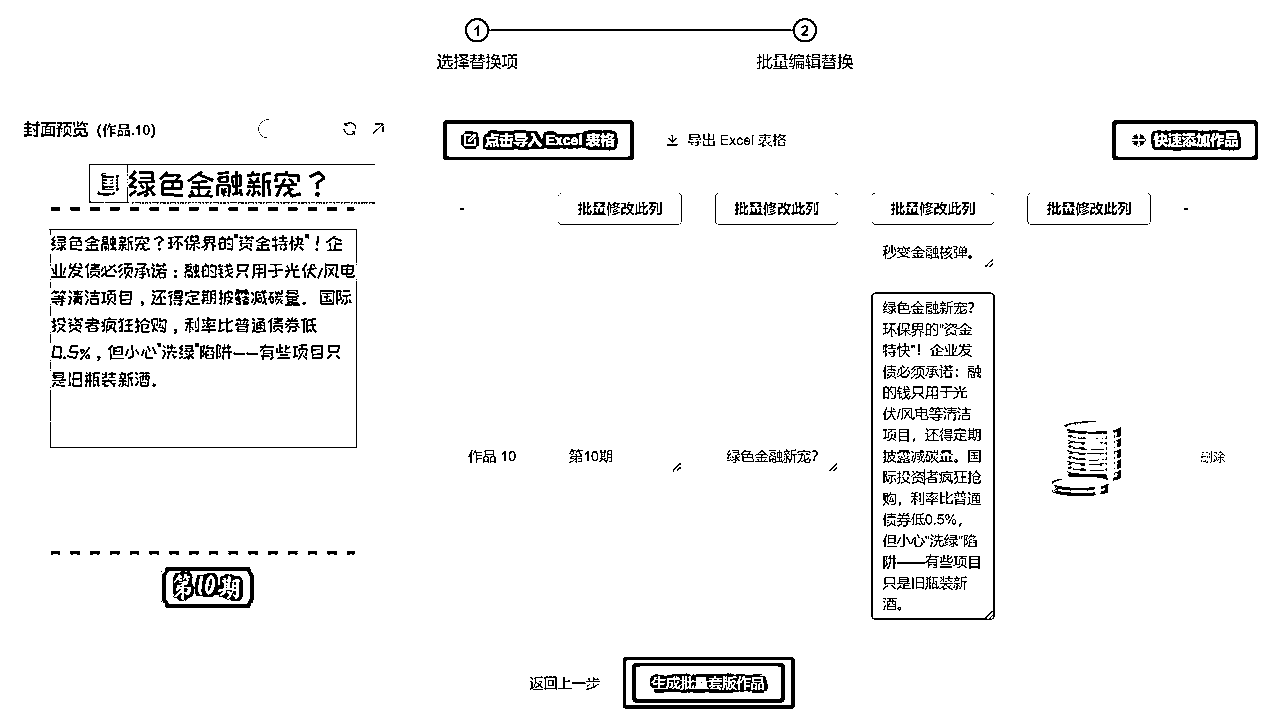 1
2
选择替换项
批量编辑替换
封面预览（作品.10）
点击导入 Excel 表格
导出 Excel 表格
快速添加作品
绿色金融新宠？
- 批量修改此列 批量修改此列 批量修改此列 批量修改此列 -
绿色金融新宠？环保界的"资金特快"！企
业发债必须承诺：融的钱只用于光伏/风电
等清洁项目，还得定期披露减碳量。国际
投资者疯狂抢购，利率比普通债券低
0.5%，但小心"洗绿"陷阱——有些项目只
是旧瓶装新酒。
第10期
秒变金融核弹。
作品 10
第10期
绿色金融新宠？
绿色金融新宠？
环保界的"资金
特快"！企业发
债必须承诺：融
的钱只用于光
伏/风电等清洁
项目，还得定期
披露减碳量。国
际投资者疯狂抢
购，利率比普通
债券低0.5%，
但小心"洗绿"陷
阱——有些项目
只是旧瓶装新
酒。
删除
返回上一步
生成批量套版作品